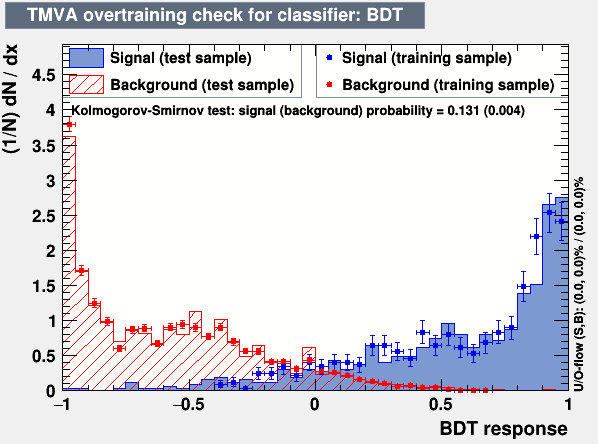 TMVA overtraining check for classifier: BDT
(1/N) dN / dx
Signal (test sample)
Background (test sample)
Signal (training sample)
Background (training sample)
Kolmogorov-Smirnov test: signal (background) probability = 0.131 (0.004)
4.5
4
3.5
3
2.5
2
1.5
1
0.5
0
−1
−0.5
0
0.5
1
BDT response
U/O-flow (S,B): (0.0, 0.0)% / (0.0, 0.0)%